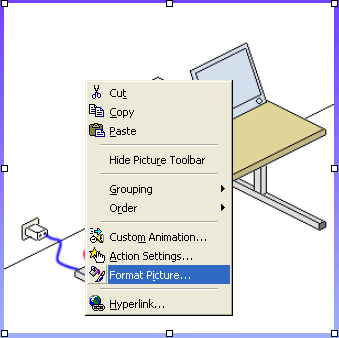 Cut
Copy
Paste
Hide Picture Toolbar
Grouping
Order
Custom Animation...
Action Settings...
Format Picture...
Hyperlink...